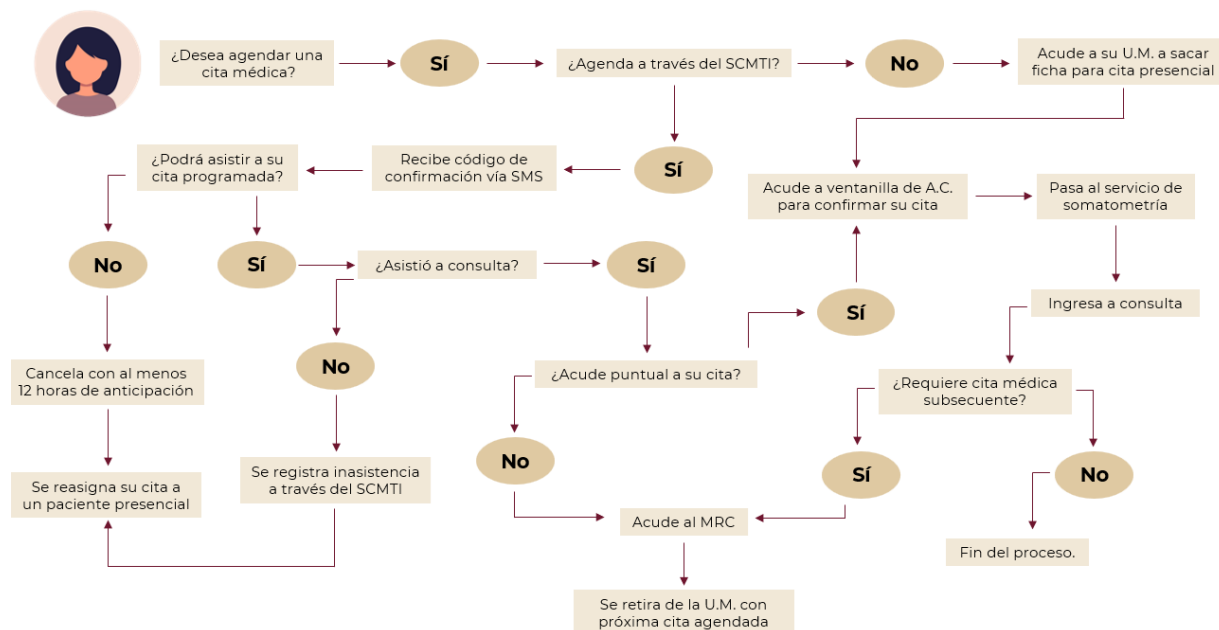 ¿Desea agendar una
cita médica?
Sí
¿Agenda a través del SCMTI?
No
Acude a su U.M. a sacar
ficha para cita presencial
¿Podrá asistir a su
cita programada?
Recibe código de
confirmación vía SMS
Sí
Acude a ventanilla de A.C.
para confirmar su cita
Pasa al servicio de
somatometría
No
Sí
¿Asistió a consulta?
Sí
Sí
Ingresa a consulta
Cancela con al menos
12 horas de anticipación
No
¿Acude puntual a su cita?
¿Requiere cita médica
subsecuente?
Se reasigna su cita a
un paciente presencial
Se registra inasistencia
a través del SCMTI
No
Sí
No
Acude al MRC
Fin del proceso.
Se retira de la U.M. con
próxima cita agendada